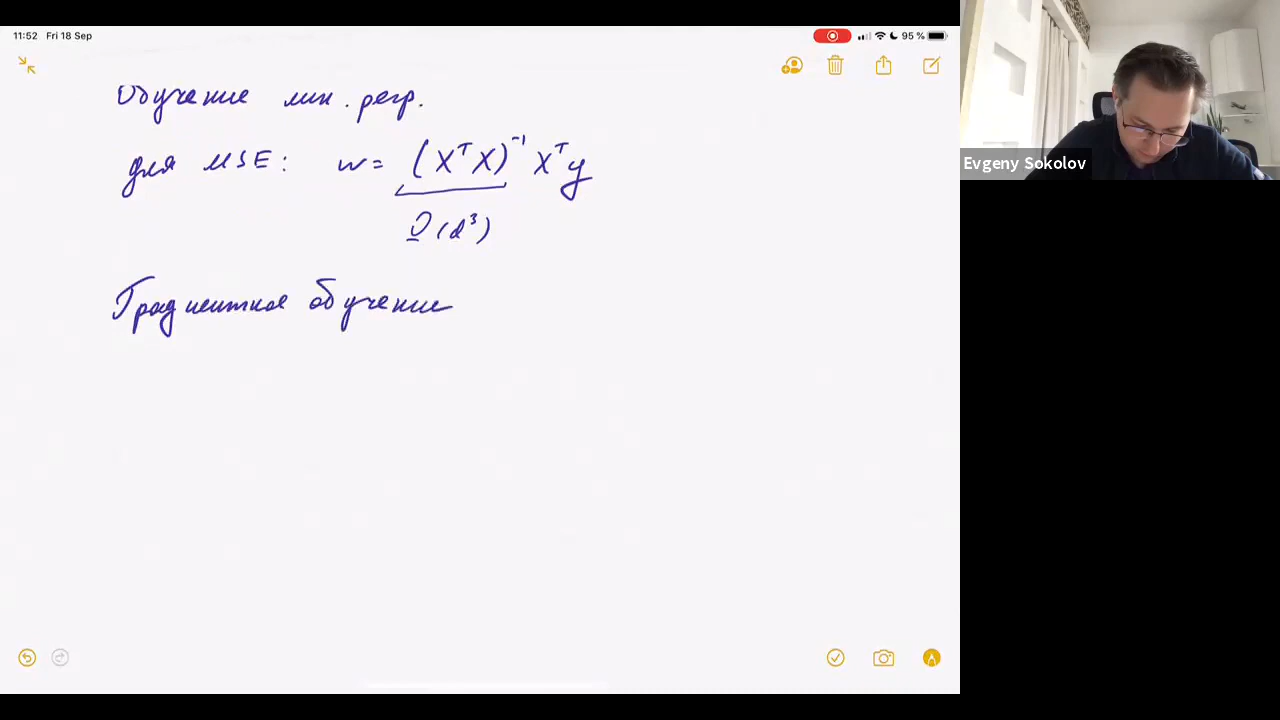 11:52 Fri 18 Sep 95 %
Обучение лин. регр.
для MSE: w = (XᵀX)⁻¹ Xᵀy
O(d³)
Градиентное обучение
Evgeny Sokolov